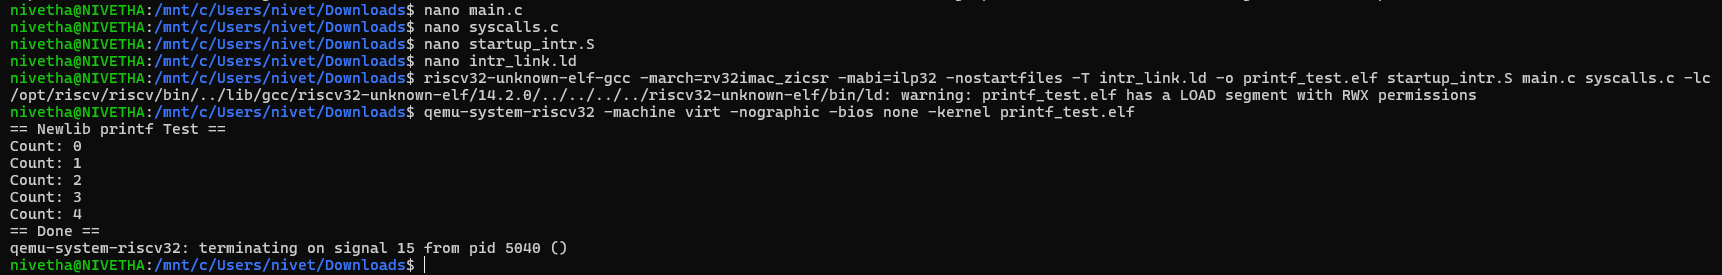 nivetha@NIVETHA:/mnt/c/Users/nivet/Downloads$ nano main.c
nivetha@NIVETHA:/mnt/c/Users/nivet/Downloads$ nano syscalls.c
nivetha@NIVETHA:/mnt/c/Users/nivet/Downloads$ nano startup_intr.S
nivetha@NIVETHA:/mnt/c/Users/nivet/Downloads$ nano intr_link.ld
nivetha@NIVETHA:/mnt/c/Users/nivet/Downloads$ riscv32-unknown-elf-gcc -march=rv32imac_zicsr -mabi=ilp32 -nostartfiles -T intr_link.ld -o printf_test.elf startup_intr.S main.c syscalls.c -lc
/opt/riscv/riscv/bin/../lib/gcc/riscv32-unknown-elf/14.2.0/../../../../riscv32-unknown-elf/bin/ld: warning: printf_test.elf has a LOAD segment with RWX permissions
nivetha@NIVETHA:/mnt/c/Users/nivet/Downloads$ qemu-system-riscv32 -machine virt -nographic -bios none -kernel printf_test.elf
== Newlib printf Test ==
Count: 0
Count: 1
Count: 2
Count: 3
Count: 4
== Done ==
qemu-system-riscv32: terminating on signal 15 from pid 5040 ()
nivetha@NIVETHA:/mnt/c/Users/nivet/Downloads$